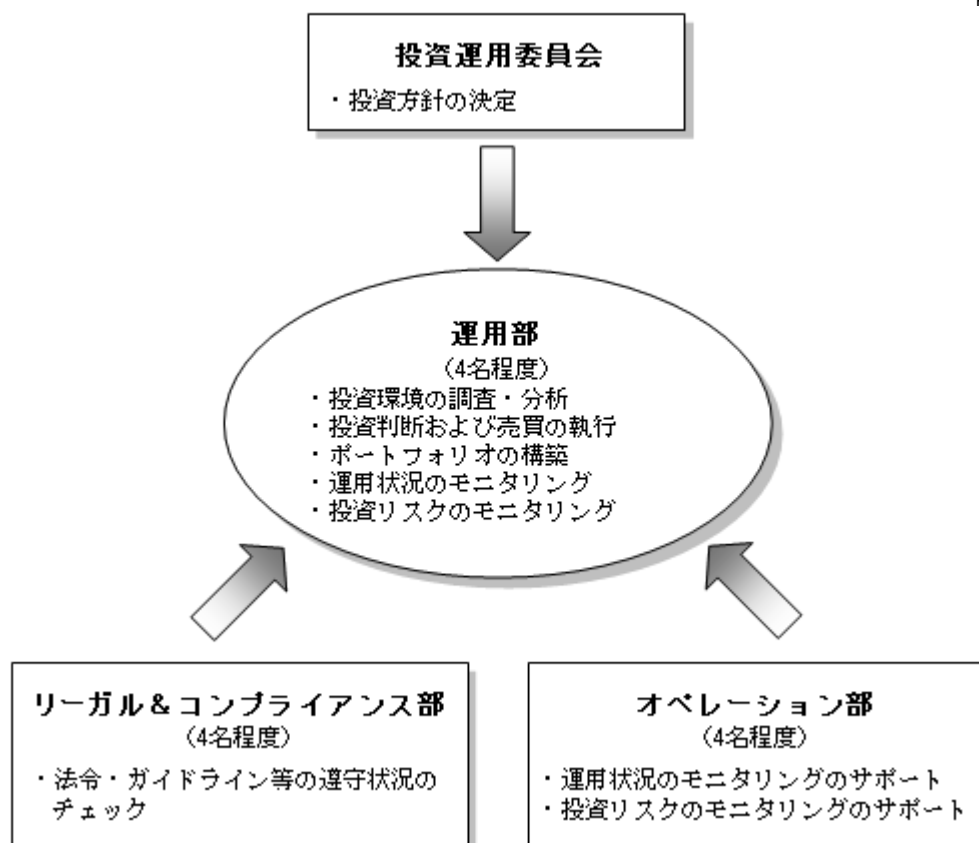 投資運用委員会
・投資方針の決定
運用部
(4名程度)
・投資環境の調査・分析
・投資判断および売買の執行
・ポートフォリオの構築
・運用状況のモニタリング
・投資リスクのモニタリング
リーガル&コンプライアンス部
(4名程度)
・法令・ガイドライン等の遵守状況の
チェック
オペレーション部
(4名程度)
・運用状況のモニタリングのサポート
・投資リスクのモニタリングのサポート